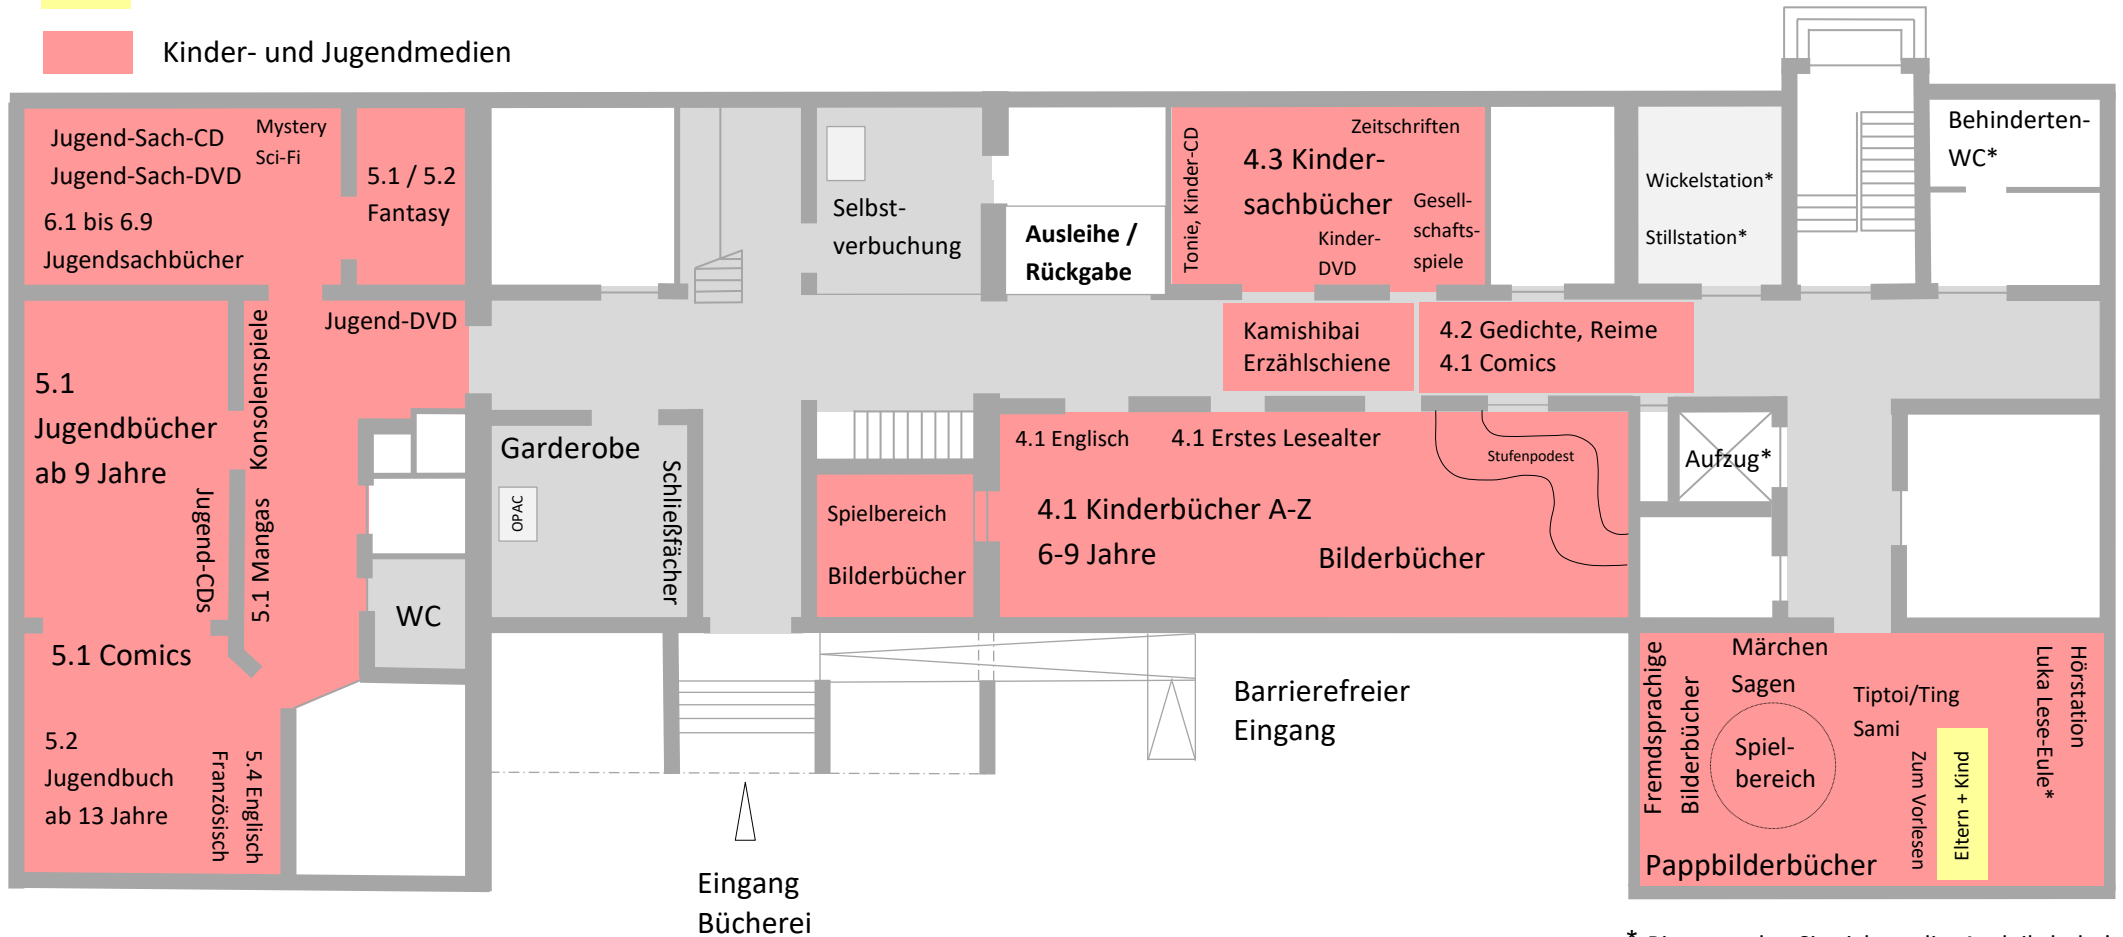 Kinder- und Jugendmedien
Jugend-Sach-CD
Jugend-Sach-DVD
6.1 bis 6.9
Jugendsachbücher
Mystery
Sci-Fi
5.1 / 5.2
Fantasy
Selbst-
verbuchung
Ausleihe /
Rückgabe
Tonie, Kinder-CD
Zeitschriften
4.3 Kinder-
sachbücher
Kinder-
DVD
Gesell-
schafts-
spiele
Wickelstation*
Stillstation*
Behinderten-
WC*
Jugend-DVD
Konsolenspiele
5.1
Jugendbücher
ab 9 Jahre
Jugend-CDs
5.1 Mangas
Kamishibai
Erzählschiene
4.2 Gedichte, Reime
4.1 Comics
Garderobe
OPAC
Schließfächer
WC
Spielbereich
Bilderbücher
4.1 Englisch
4.1 Erstes Lesealter
Stufenpodest
4.1 Kinderbücher A-Z
6-9 Jahre
Bilderbücher
Aufzug*
5.1 Comics
5.2
Jugendbuch
ab 13 Jahre
Französisch
5.4 Englisch
Barrierefreier
Eingang
Eingang
Bücherei
Fremdsprachige
Bilderbücher
Märchen
Sagen
Spiel-
bereich
Tiptoi/Ting
Sami
Zum Vorlesen
Eltern + Kind
Luka Lese-Eule*
Hörstation
Pappbilderbücher
*